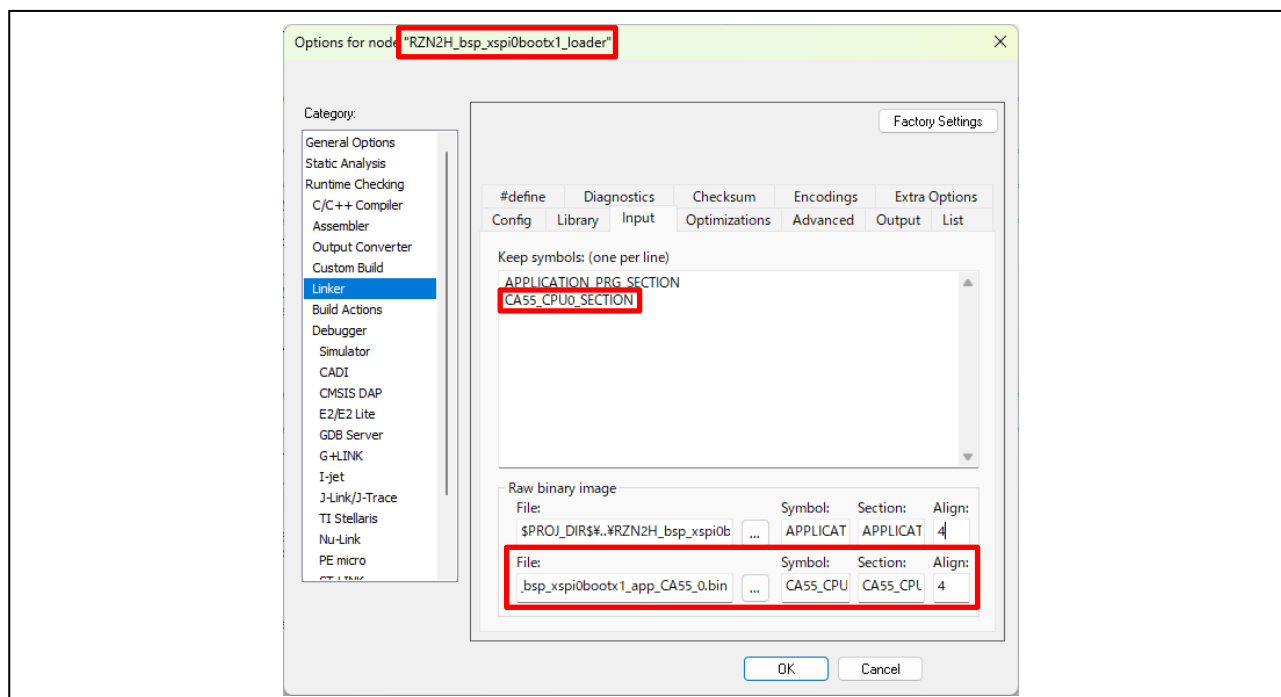 Options for node "RZN2H_bsp_xspi0bootx1_loader"
Category:
Factory Settings
General Options
Static Analysis
Runtime Checking
C/C++ Compiler
Assembler
Output Converter
Custom Build
Linker
Build Actions
Debugger
Simulator
CADI
CMSIS DAP
E2/E2 Lite
GDB Server
G+LINK
I-jet
J-Link/J-Trace
TI Stellaris
Nu-Link
PE micro
ST-LINK
#define Diagnostics Checksum Encodings Extra Options
Config Library Input Optimizations Advanced Output List
Keep symbols: (one per line)
APPLICATION_PRG_SECTION
CA55_CPU0_SECTION
Raw binary image
File: Symbol: Section: Align:
$PROJ_DIR$¥..¥RZN2H_bsp_xspi0b ... APPLICAT APPLICAT 4
File: Symbol: Section: Align:
_bsp_xspi0bootx1_app_CA55_0.bin ... CA55_CPU CA55_CPU 4
OK Cancel